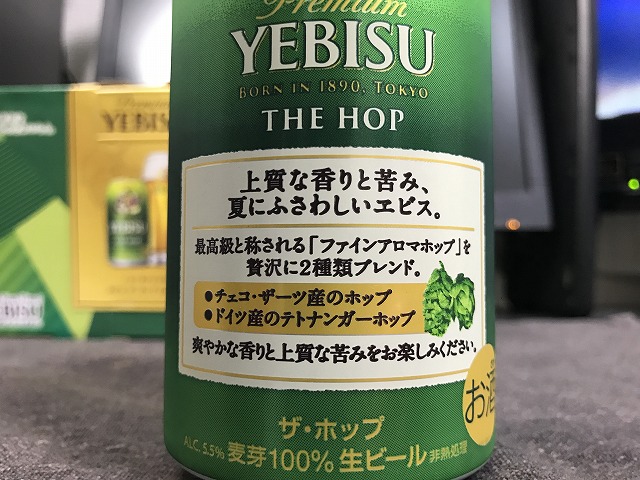 Premium
YEBISU
BORN IN 1890, TOKYO
THE HOP
上質な香りと苦み、
夏にふさわしいエビス。
最高級と称される「ファインアロマホップ」を
贅沢に2種類ブレンド。
●チェコ・ザーツ産のホップ
●ドイツ産のテトナンガーホップ
爽やかな香りと上質な苦みをお楽しみください。
お酒
ザ・ホップ
ALC. 5.5% 麦芽100% 生ビール 非熱処理
YEBIS
YEBISU